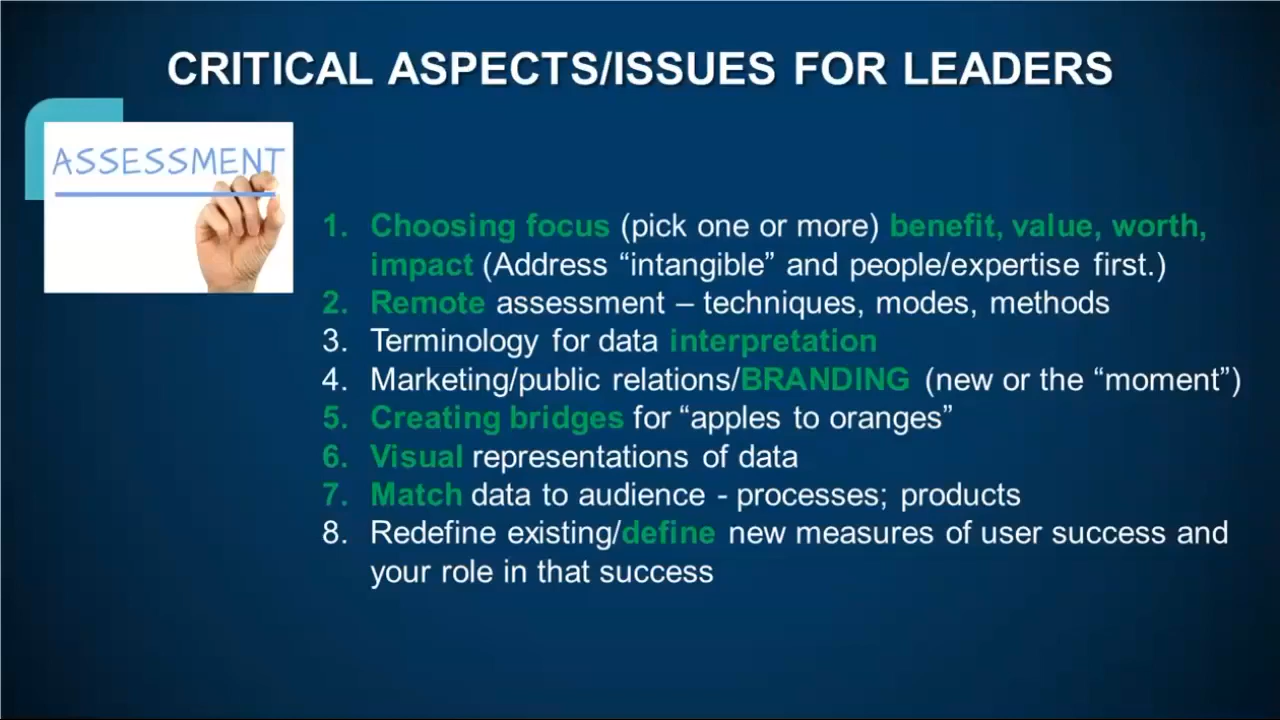 CRITICAL ASPECTS/ISSUES FOR LEADERS
ASSESSMENT
1. Choosing focus (pick one or more) benefit, value, worth,
impact (Address “intangible” and people/expertise first.)
2. Remote assessment – techniques, modes, methods
3. Terminology for data interpretation
4. Marketing/public relations/BRANDING (new or the “moment”)
5. Creating bridges for “apples to oranges”
6. Visual representations of data
7. Match data to audience - processes; products
8. Redefine existing/define new measures of user success and
your role in that success